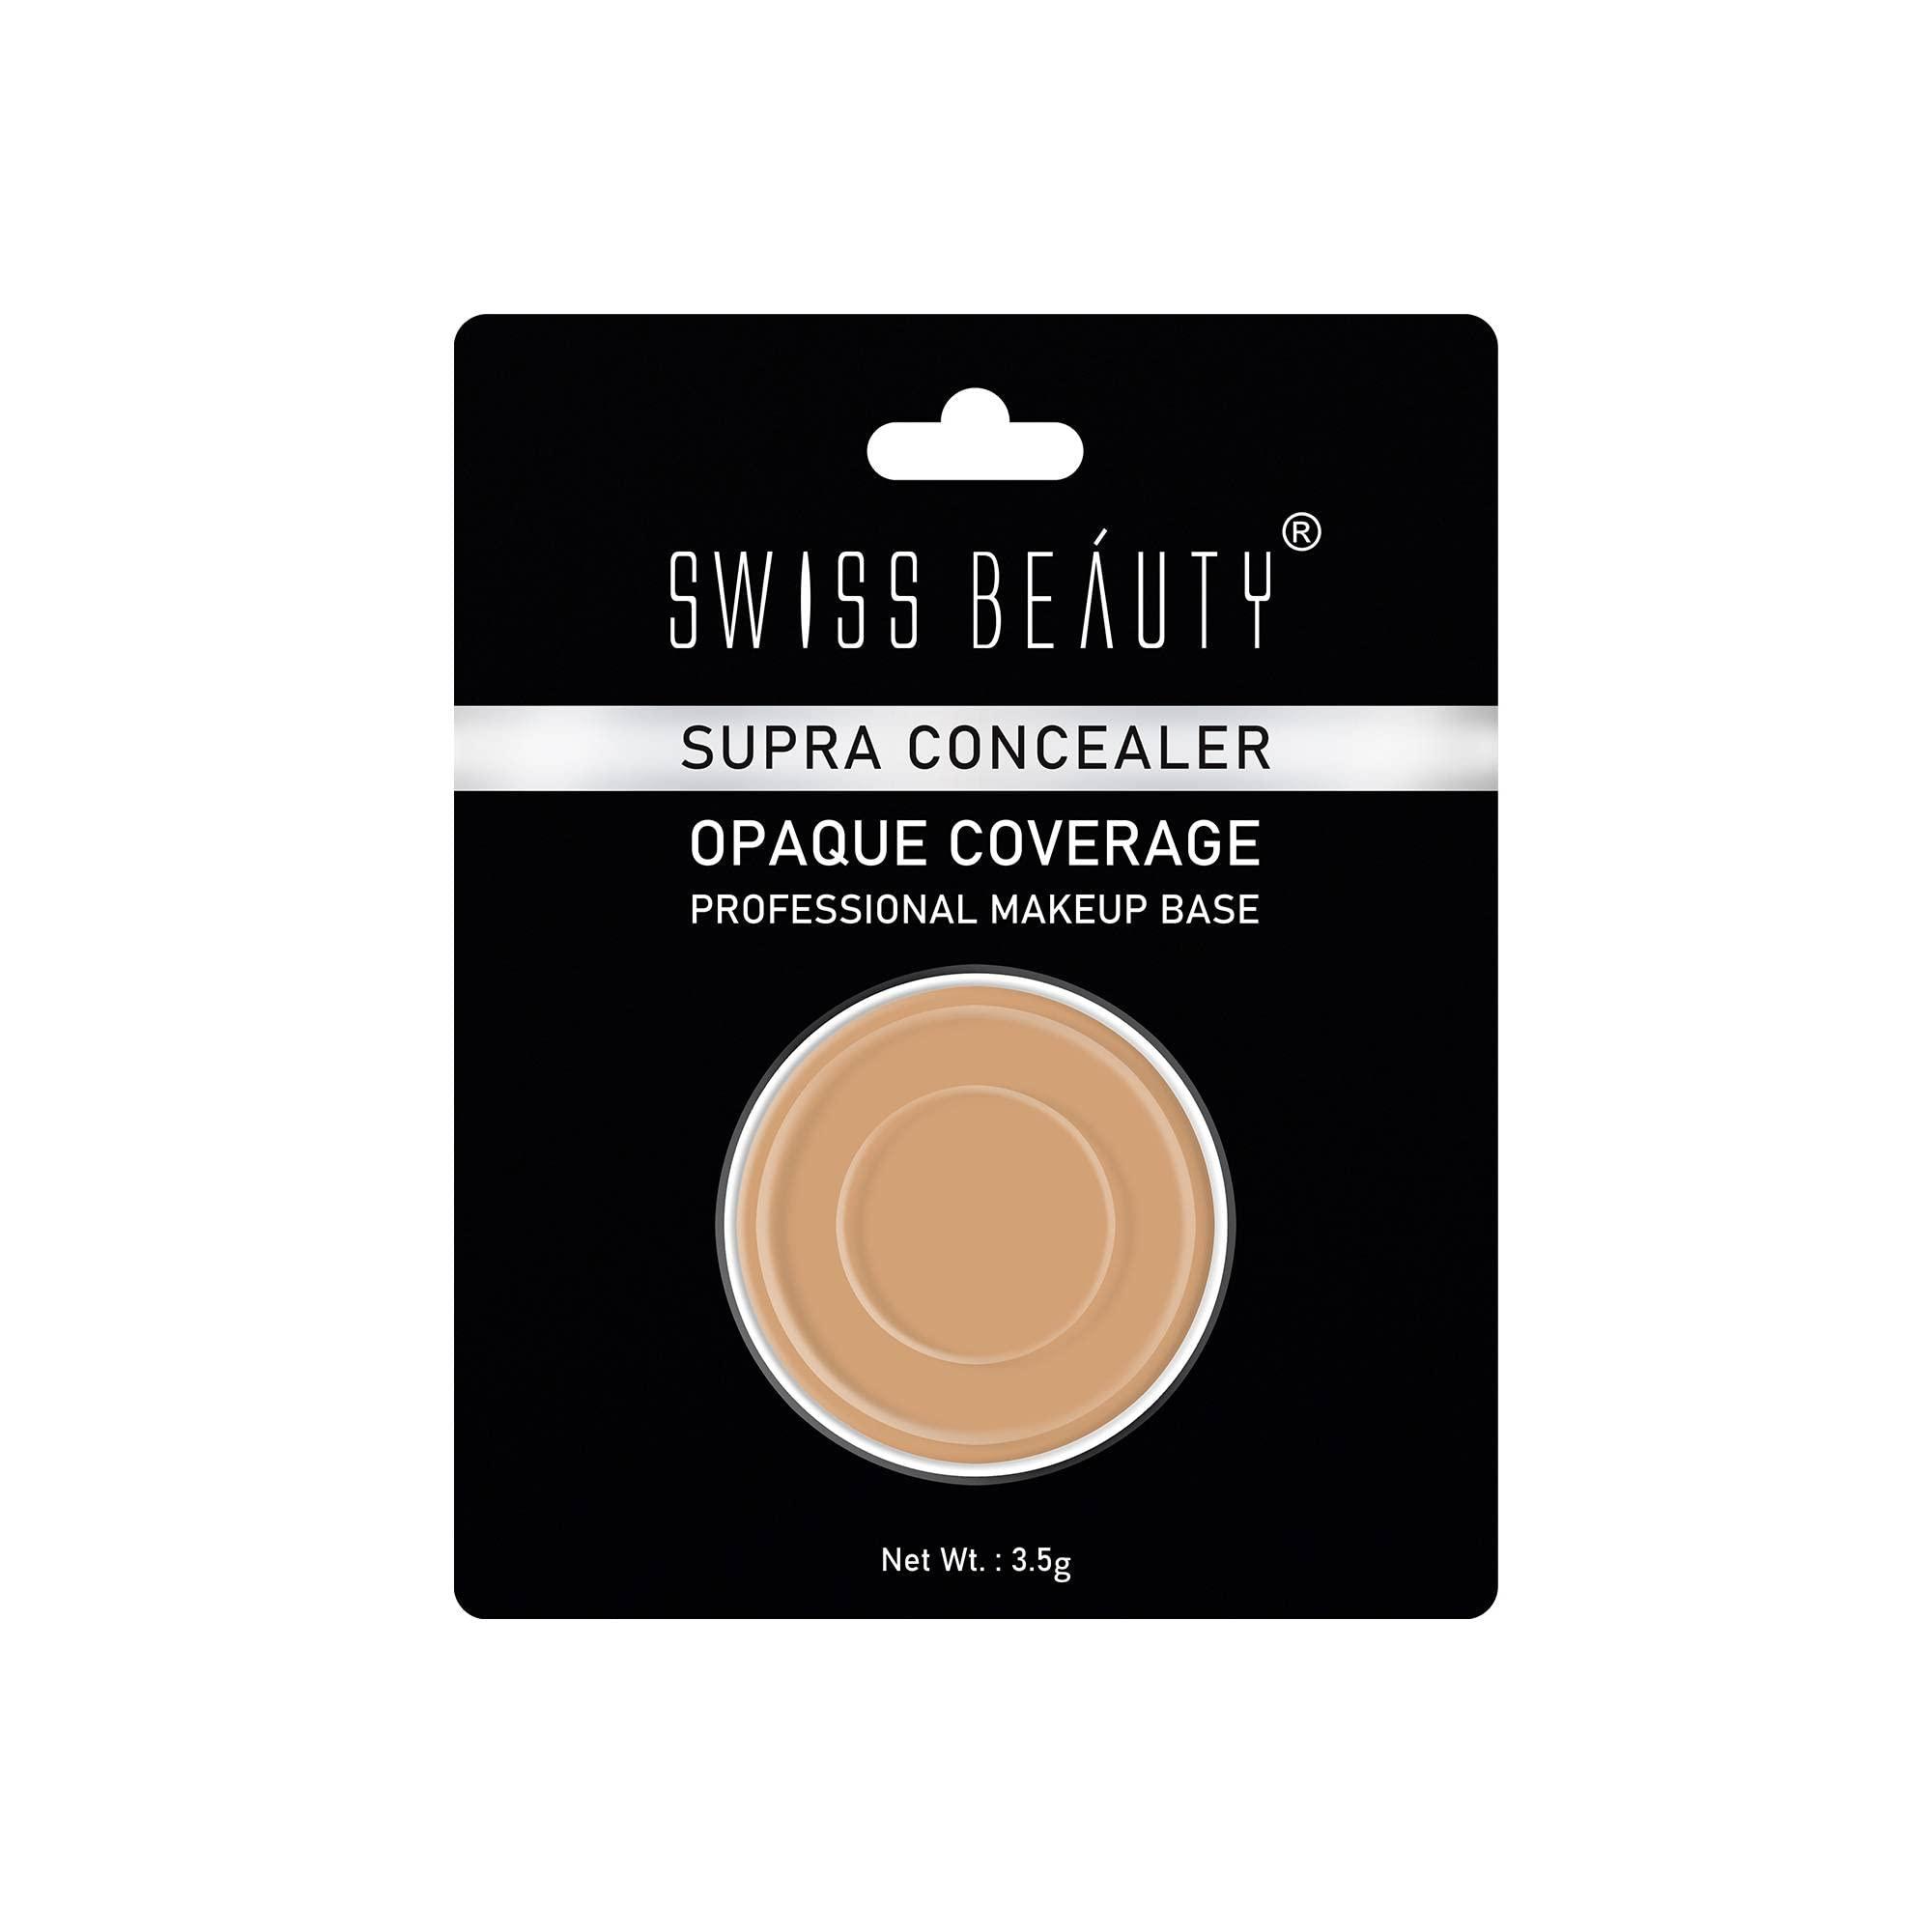 SWISS BEÁUTY®
SUPRA CONCEALER
OPAQUE COVERAGE
PROFESSIONAL MAKEUP BASE
Net Wt. : 3.5g